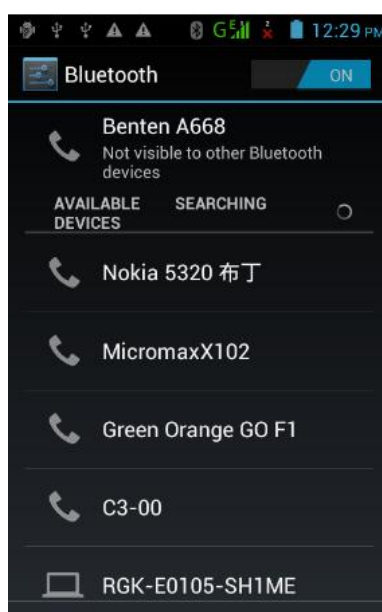 G E 12:29 PM
Bluetooth ON
Benten A668
Not visible to other Bluetooth
devices
AVAILABLE SEARCHING
DEVICES
Nokia 5320 布丁
MicromaxX102
Green Orange GO F1
C3-00
RGK-E0105-SH1ME